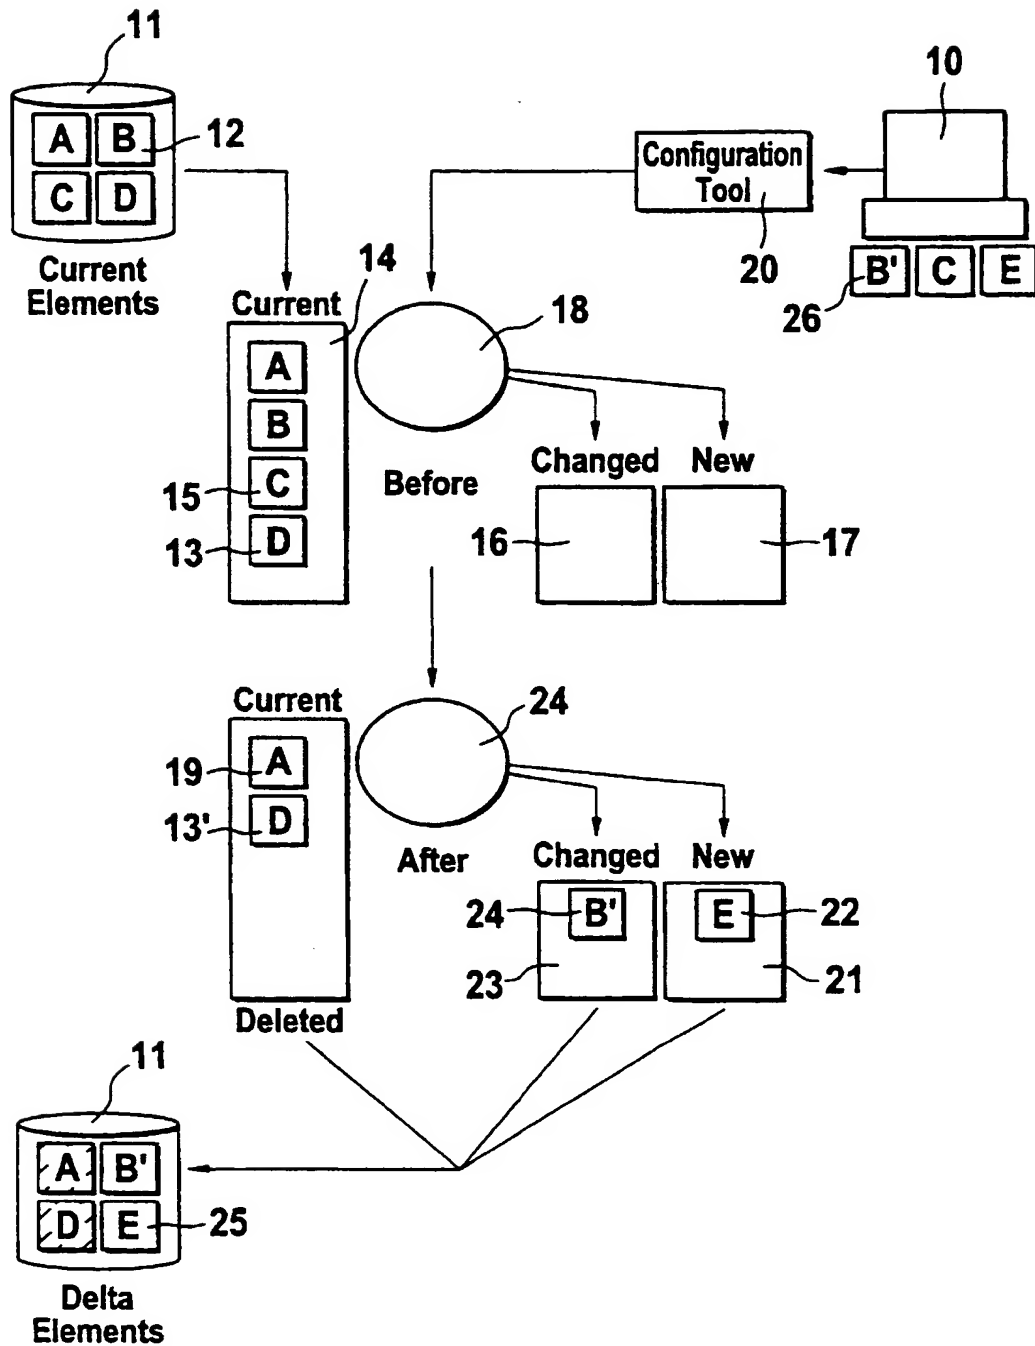 11
10
A B
12
C D
Configuration
Tool
20
B' C E
26
Current
Elements
Current
14
18
A
B
C
D
15
13
Before
Changed New
16
17
Current
24
A
D
19
13'
After
Changed New
24
B'
E
22
23
21
Deleted
11
A B'
D E
25
Delta
Elements